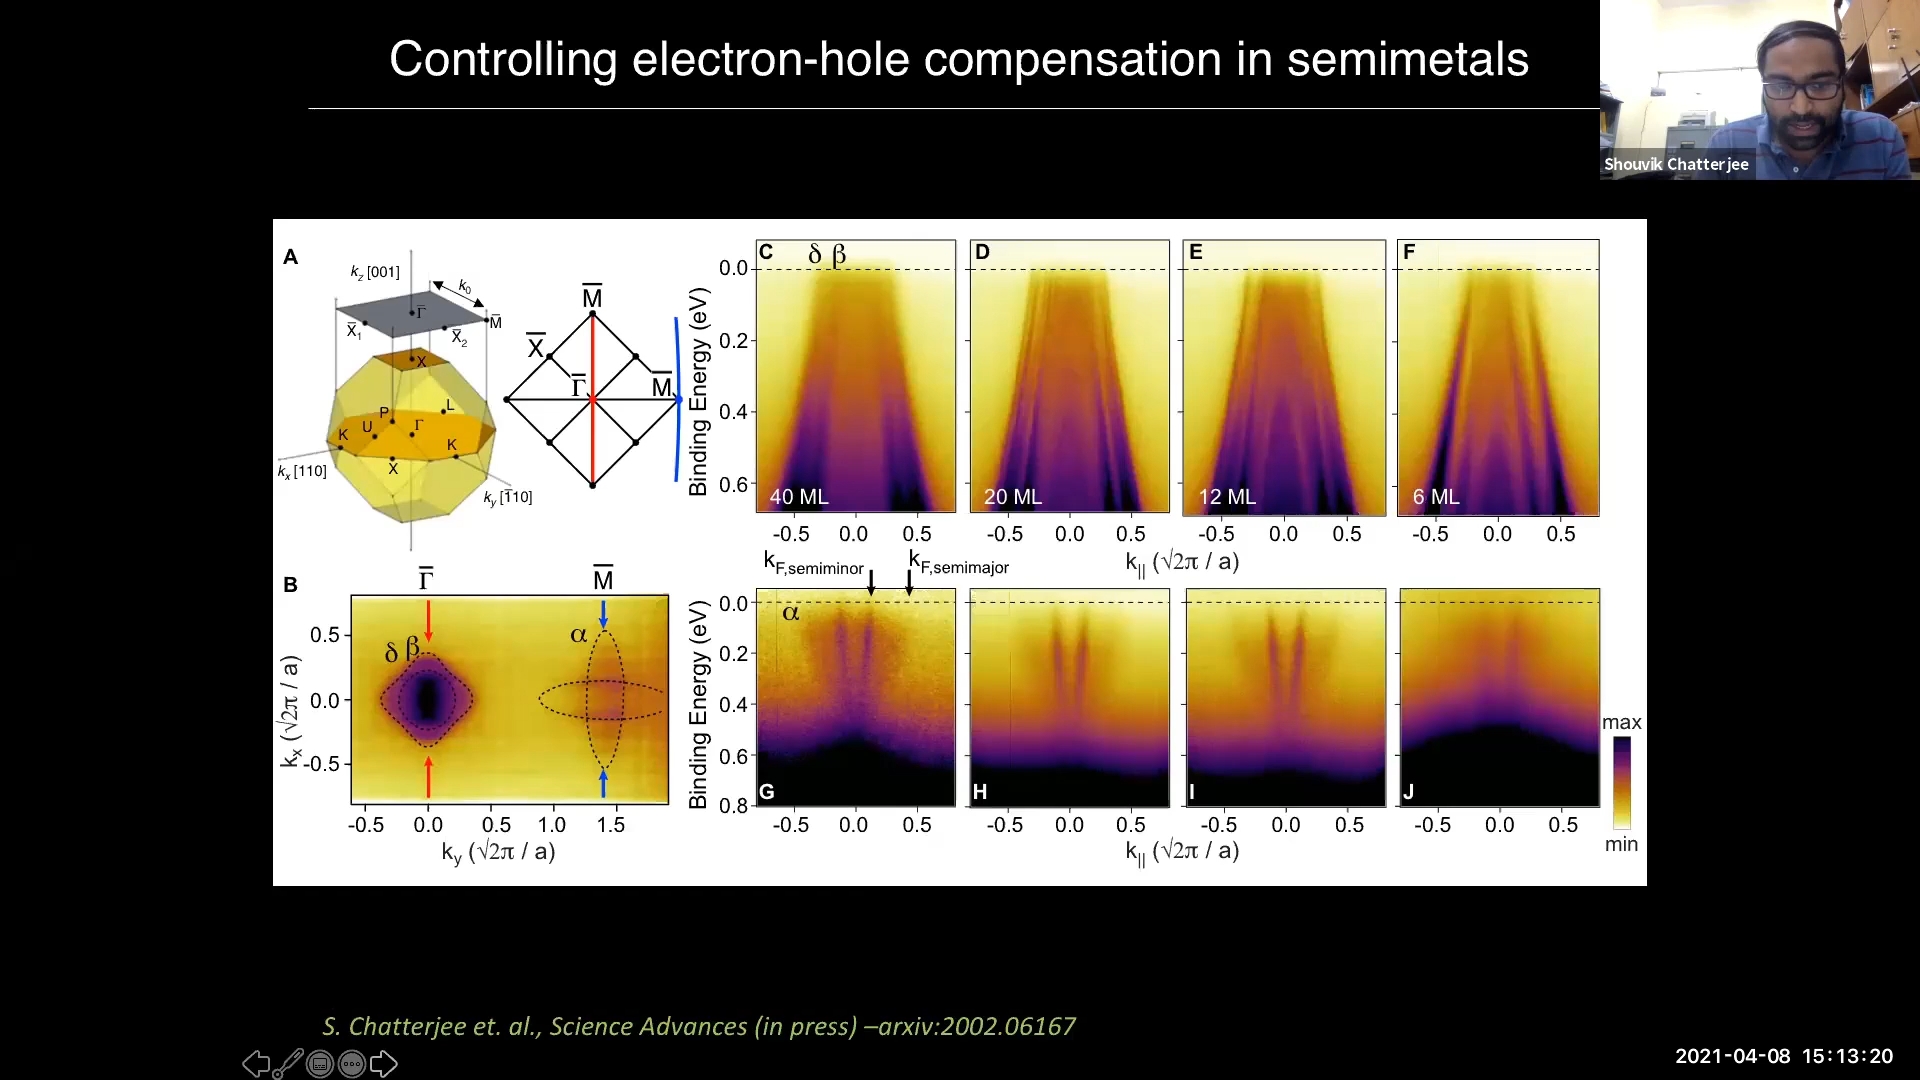 Controlling electron-hole compensation in semimetals
Shouvik Chatterjee
A
k_z [001]
k_0
Γ̅
M̅
X̅_1
X̅_2
X
P
L
U
Γ
K
K
X
k_x [110]
k_y [1̅10]
M̅
X̅
Γ̅
M̅
B
Γ̅
M̅
δ β
α
0.5
0.0
-0.5
k_x (√2π / a)
-0.5 0.0 0.5 1.0 1.5
k_y (√2π / a)
Binding Energy (eV)
0.0
0.2
0.4
0.6
C δ β
40 ML
D
20 ML
E
12 ML
F
6 ML
-0.5 0.0 0.5 -0.5 0.0 0.5 -0.5 0.0 0.5 -0.5 0.0 0.5
k_|| (√2π / a)
k_F,semiminor
k_F,semimajor
Binding Energy (eV)
0.0
0.2
0.4
0.6
0.8
α
G
H
I
J
-0.5 0.0 0.5 -0.5 0.0 0.5 -0.5 0.0 0.5 -0.5 0.0 0.5
k_|| (√2π / a)
max
min
S. Chatterjee et. al., Science Advances (in press) –arxiv:2002.06167
2021-04-08 15:13:20